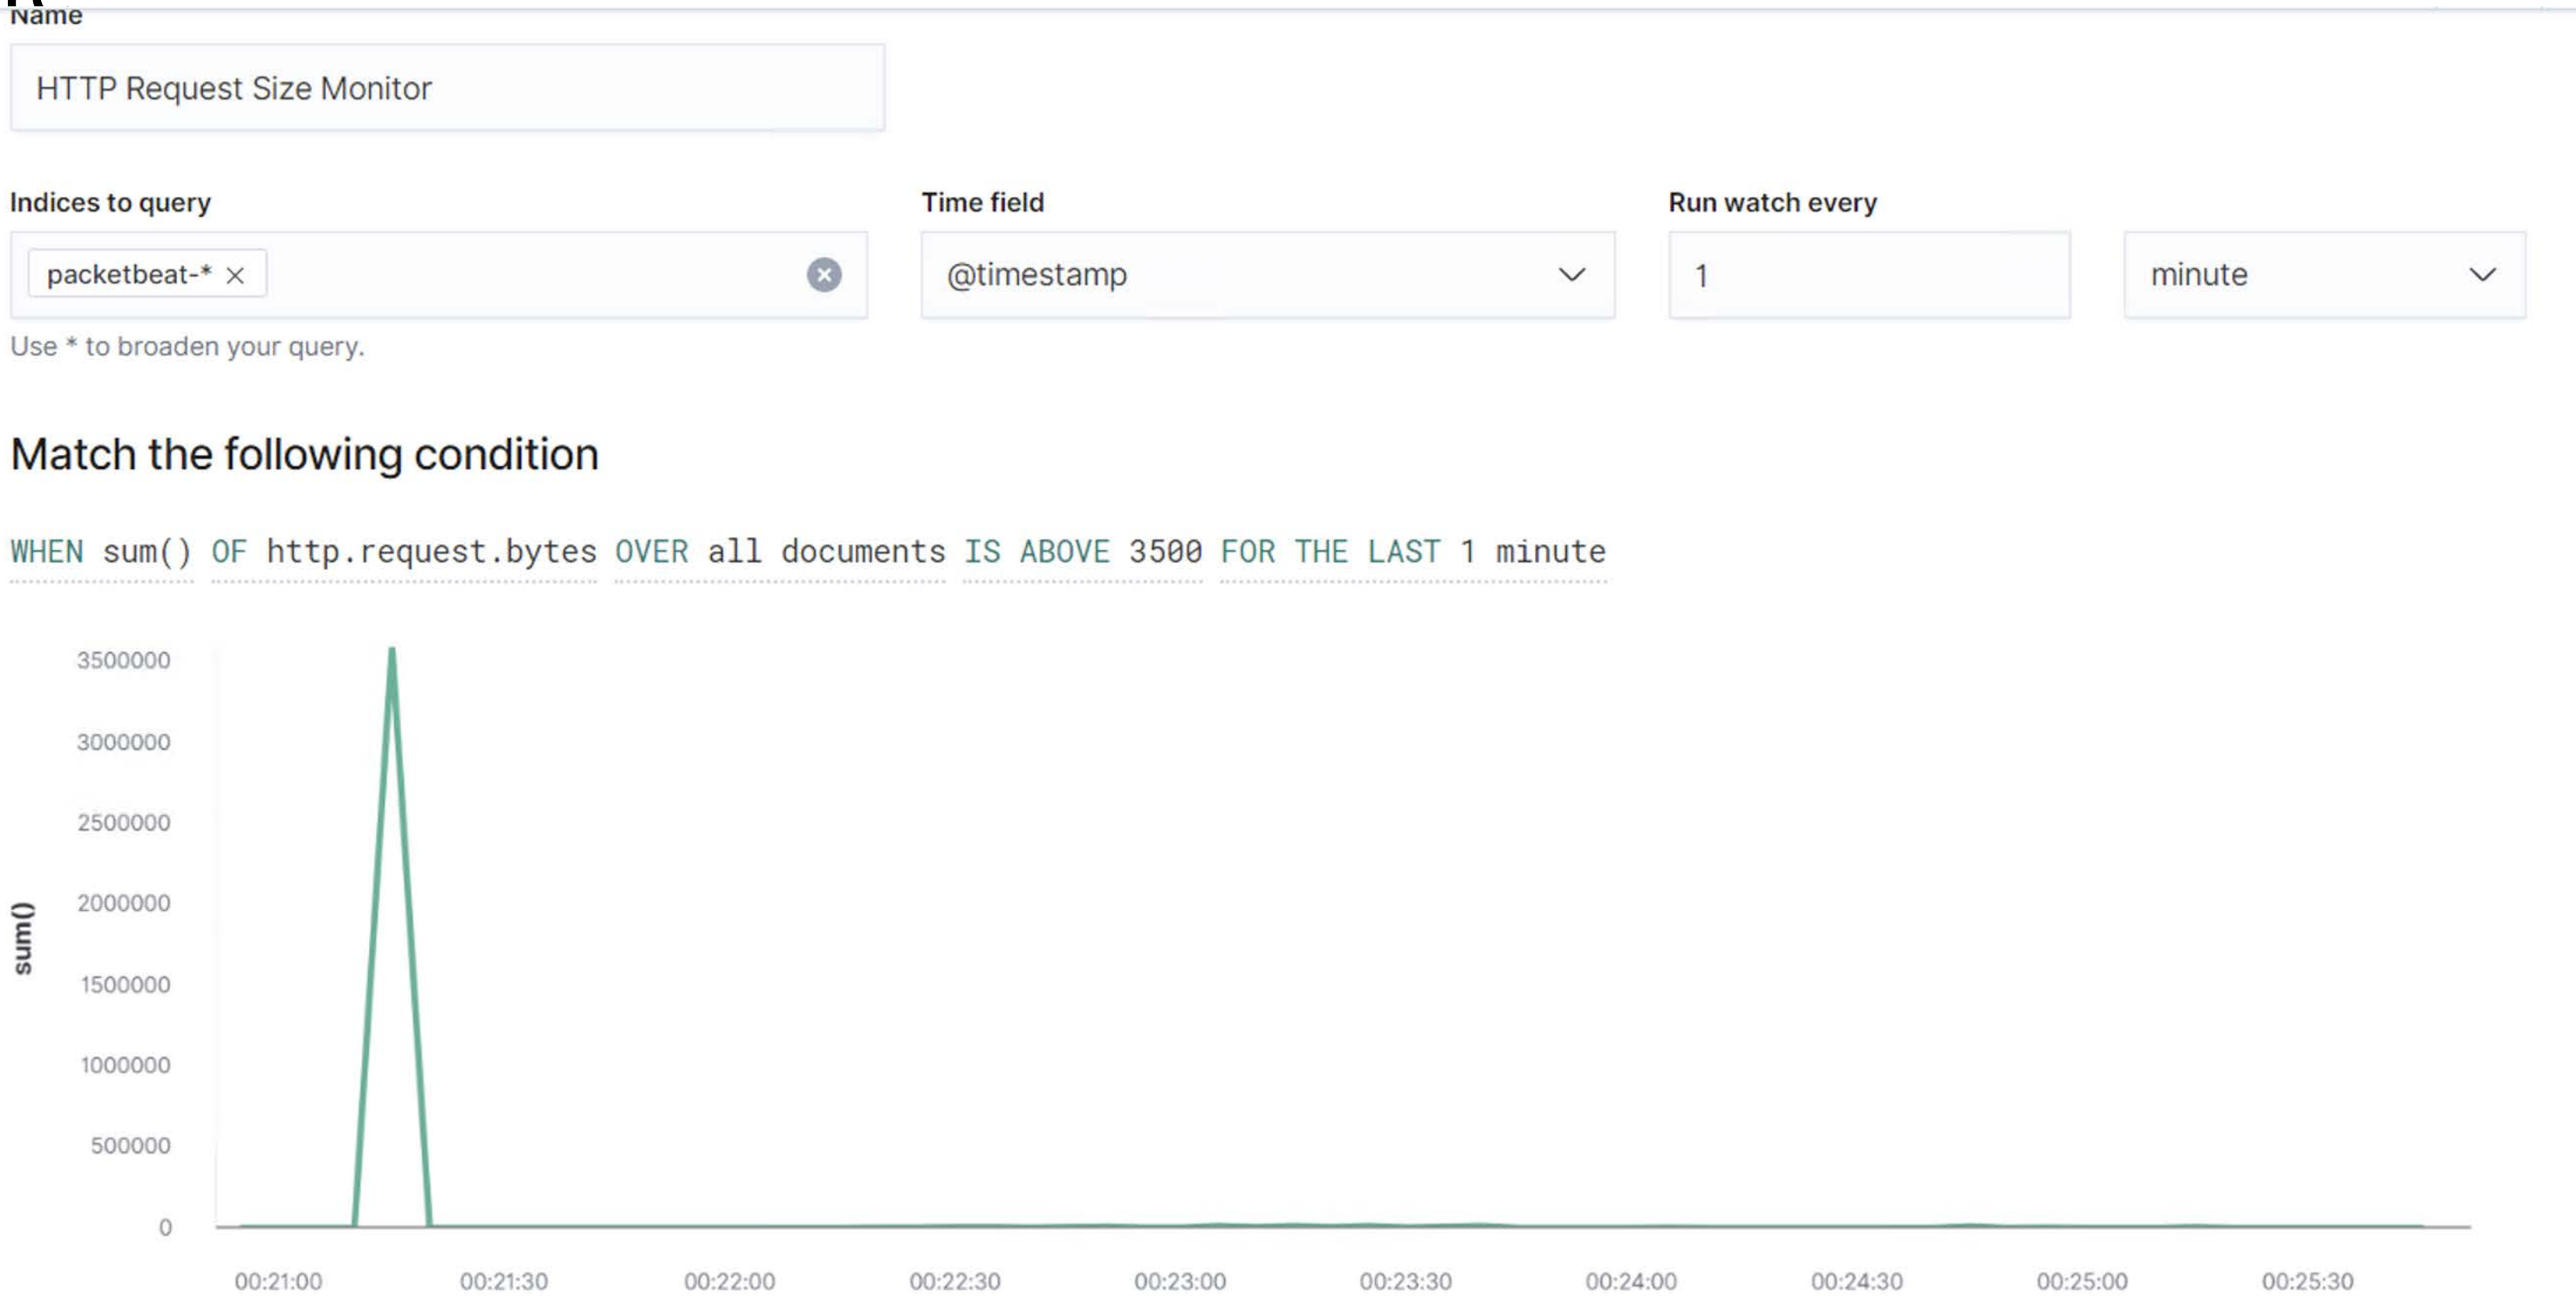 Name
HTTP Request Size Monitor
Indices to query Time field Run watch every
packetbeat-* @timestamp 1 minute
Use * to broaden your query.
Match the following condition
WHEN sum() OF http.request.bytes OVER all documents IS ABOVE 3500 FOR THE LAST 1 minute
3500000
3000000
2500000
2000000
1500000
1000000
500000
0
sum()
00:21:00 00:21:30 00:22:00 00:22:30 00:23:00 00:23:30 00:24:00 00:24:30 00:25:00 00:25:30